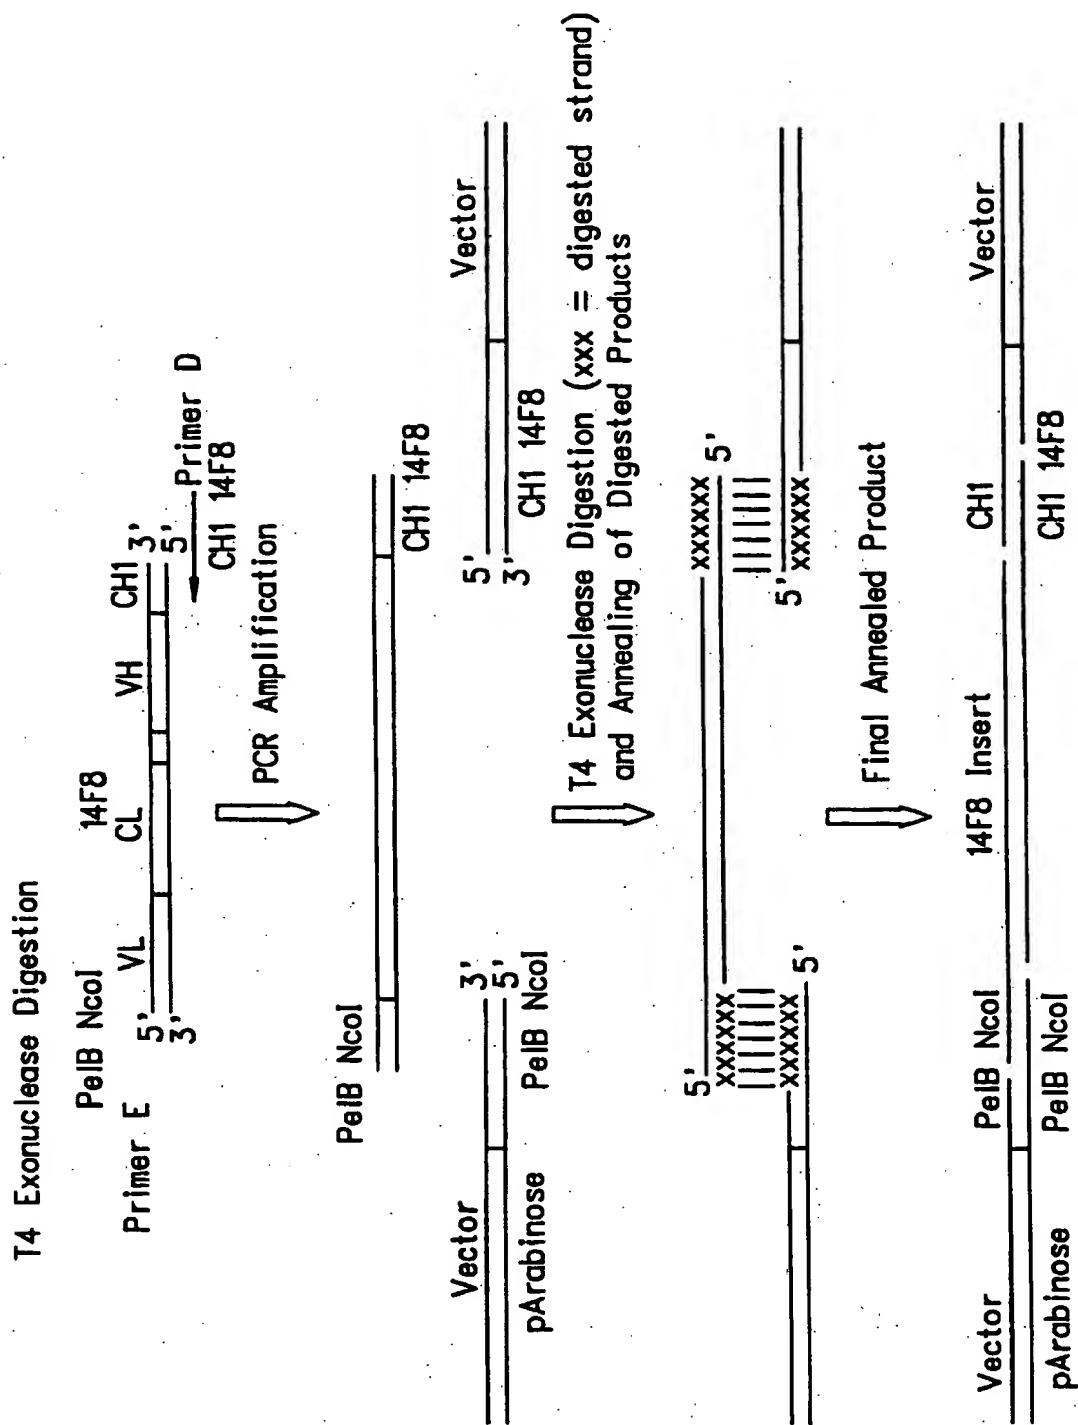 T4 Exonuclease Digestion
PelB NcoI
14F8
Primer E
VL
CL
VH
CH1
5'
3'
3'
5'
Primer D
CH1 14F8
PCR Amplification
PelB NcoI
CH1 14F8
Vector
3'
5'
5'
3'
Vector
pArabinose
PelB NcoI
CH1 14F8
T4 Exonuclease Digestion (xxx = digested strand)
and Annealing of Digested Products
5'
xxxxxx
xxxxxx
5'
xxxxxx
5'
5'
xxxxxx
Final Annealed Product
Vector
PelB NcoI
14F8 Insert
CH1
Vector
pArabinose
PelB NcoI
CH1 14F8